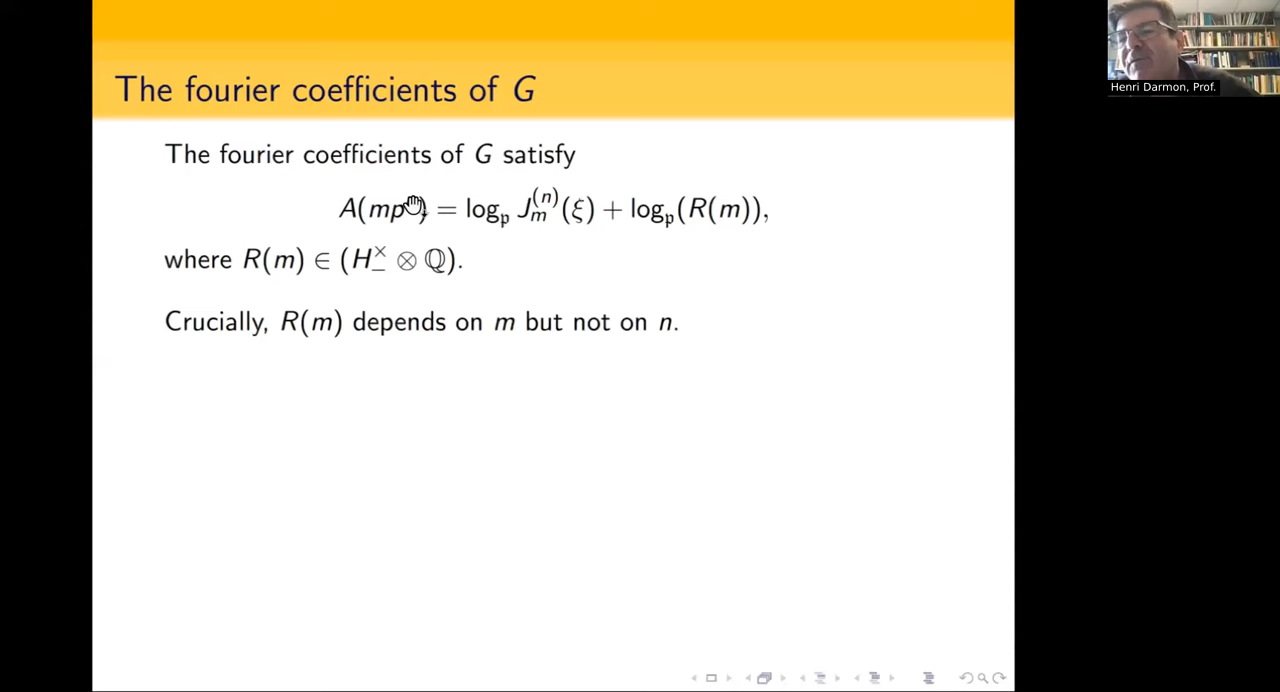 The fourier coefficients of G
Henri Darmon, Prof.
The fourier coefficients of G satisfy
A(mp ) = log_𝔭 J_m^{(n)}(ξ) + log_𝔭(R(m)),
where R(m) ∈ (H_−^× ⊗ ℚ).
Crucially, R(m) depends on m but not on n.